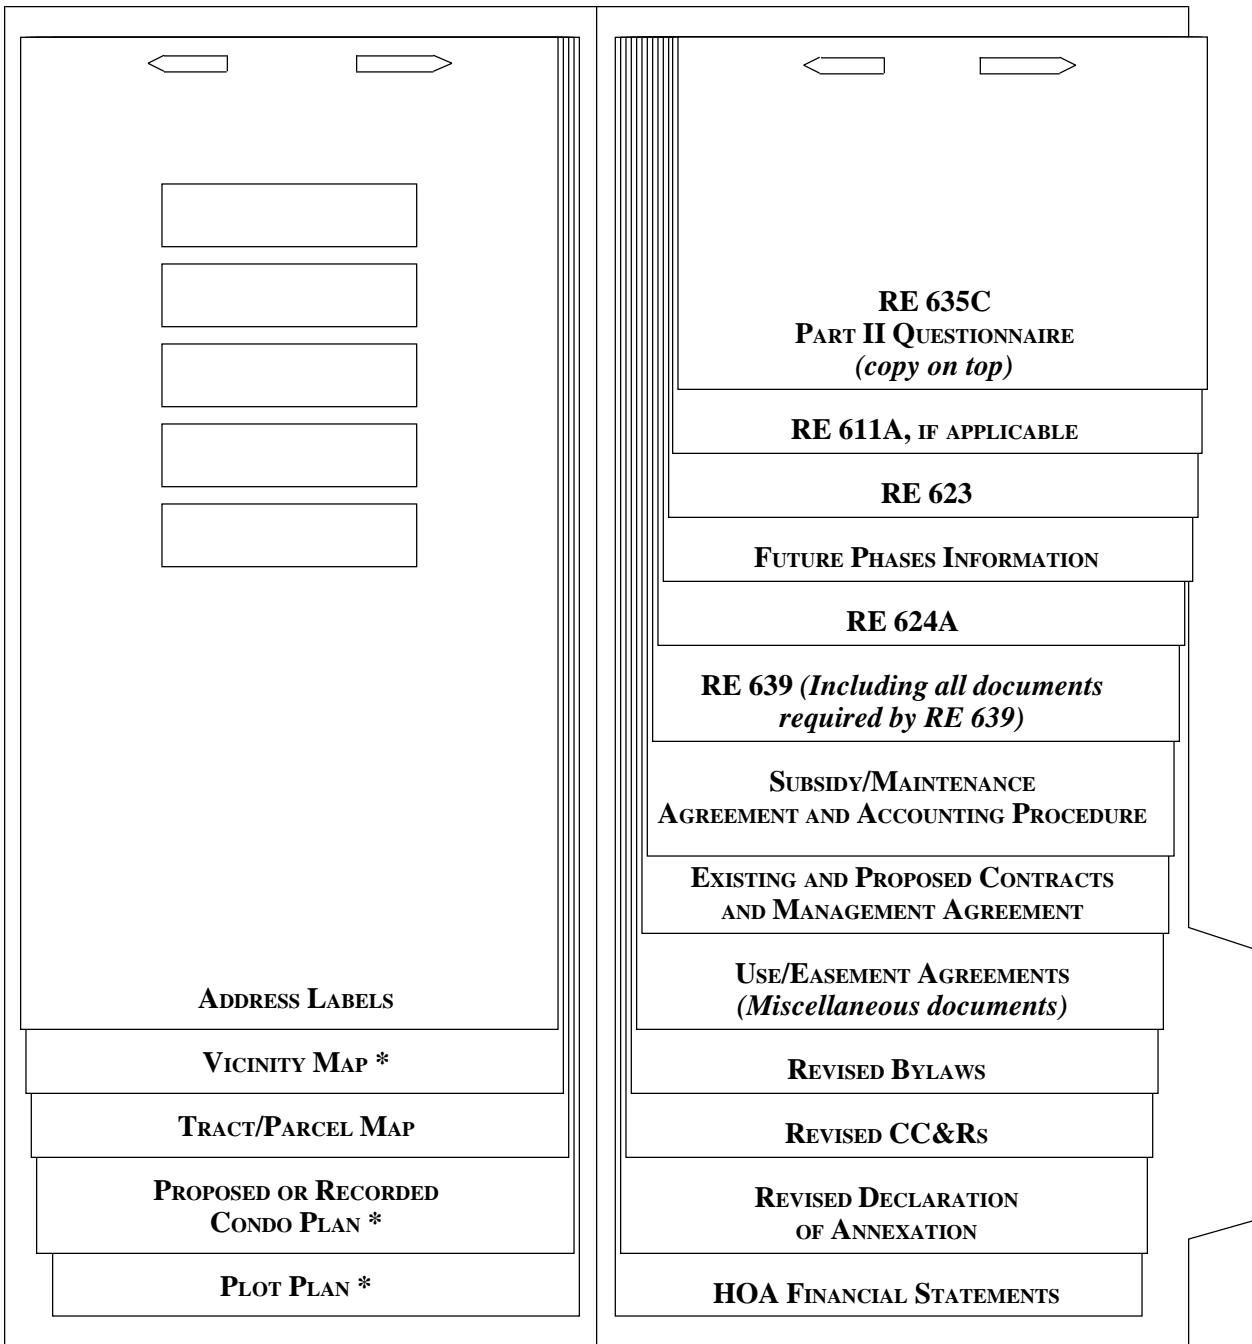 Address Labels
Vicinity Map *
Tract/Parcel Map
Proposed or Recorded
Condo Plan *
Plot Plan *
RE 635C
Part II Questionnaire
(copy on top)
RE 611A, if applicable
RE 623
Future Phases Information
RE 624A
RE 639 (Including all documents
required by RE 639)
Subsidy/Maintenance
Agreement and Accounting Procedure
Existing and Proposed Contracts
and Management Agreement
Use/Easement Agreements
(Miscellaneous documents)
Revised Bylaws
Revised CC&Rs
Revised Declaration
of Annexation
HOA Financial Statements